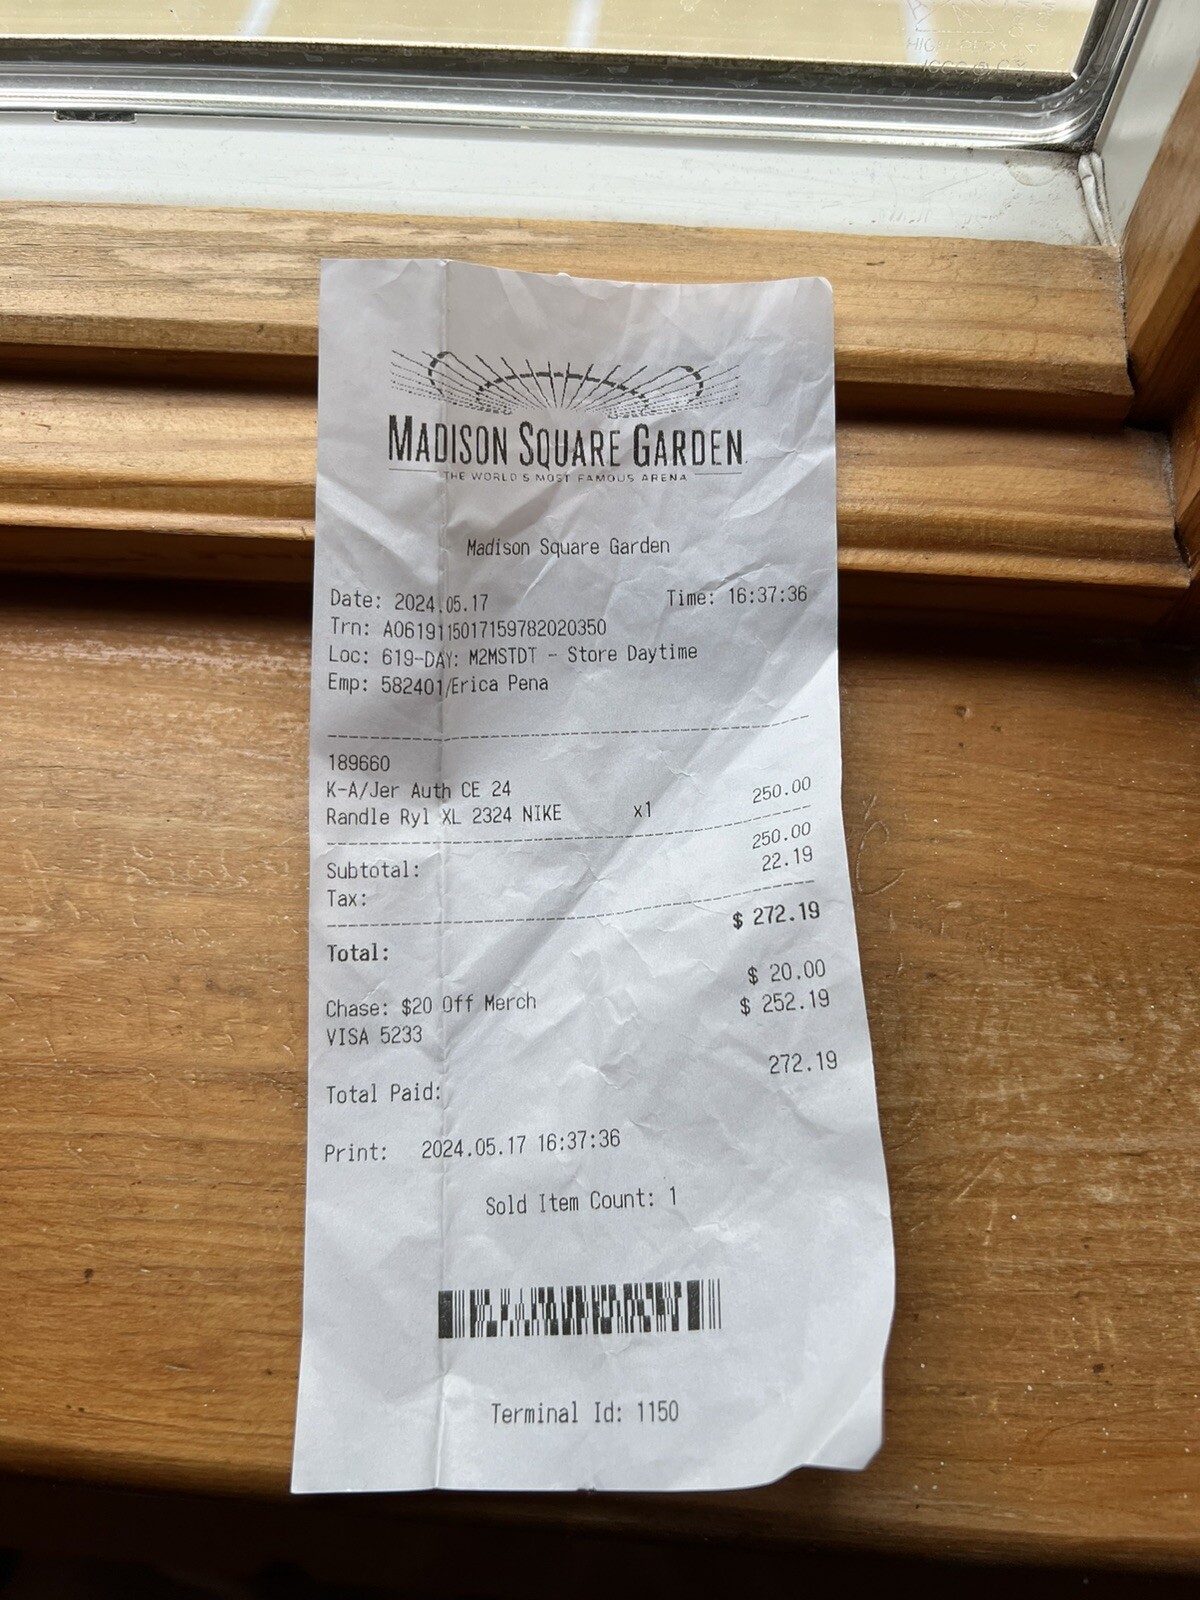 MADISON SQUARE GARDEN
THE WORLD'S MOST FAMOUS ARENA
Madison Square Garden
Date: 2024.05.17 Time: 16:37:36
Trn: A0619115017159782020350
Loc: 619-DAY: M2MSTDT - Store Daytime
Emp: 582401/Erica Pena
189660
K-A/Jer Auth CE 24
Randle Ryl XL 2324 NIKE x1 250.00
Subtotal: 250.00
Tax: 22.19
Total: $ 272.19
Chase: $20 Off Merch $ 20.00
VISA 5233 $ 252.19
Total Paid: 272.19
Print: 2024.05.17 16:37:36
Sold Item Count: 1
Terminal Id: 1150